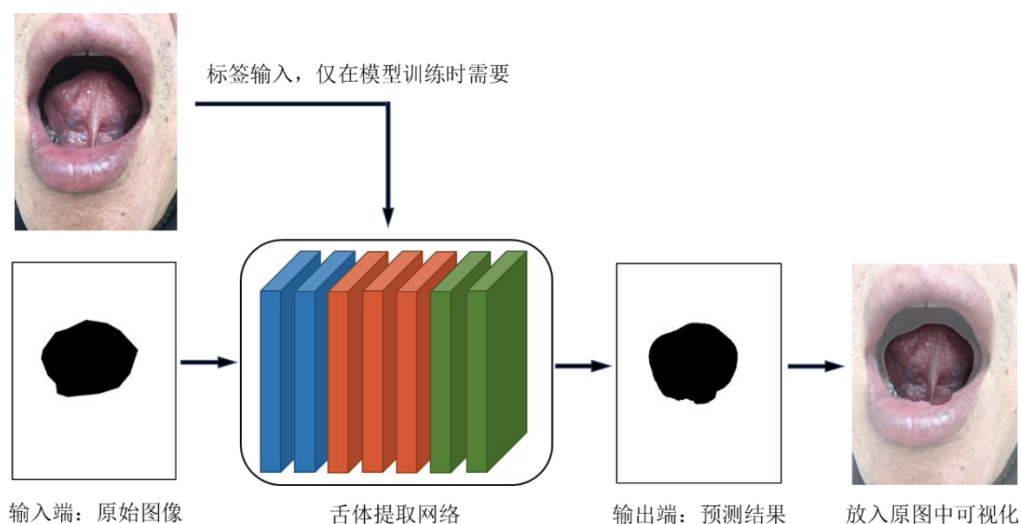 标签输入，仅在模型训练时需要
输入端：原始图像
舌体提取网络
输出端：预测结果
放入原图中可视化